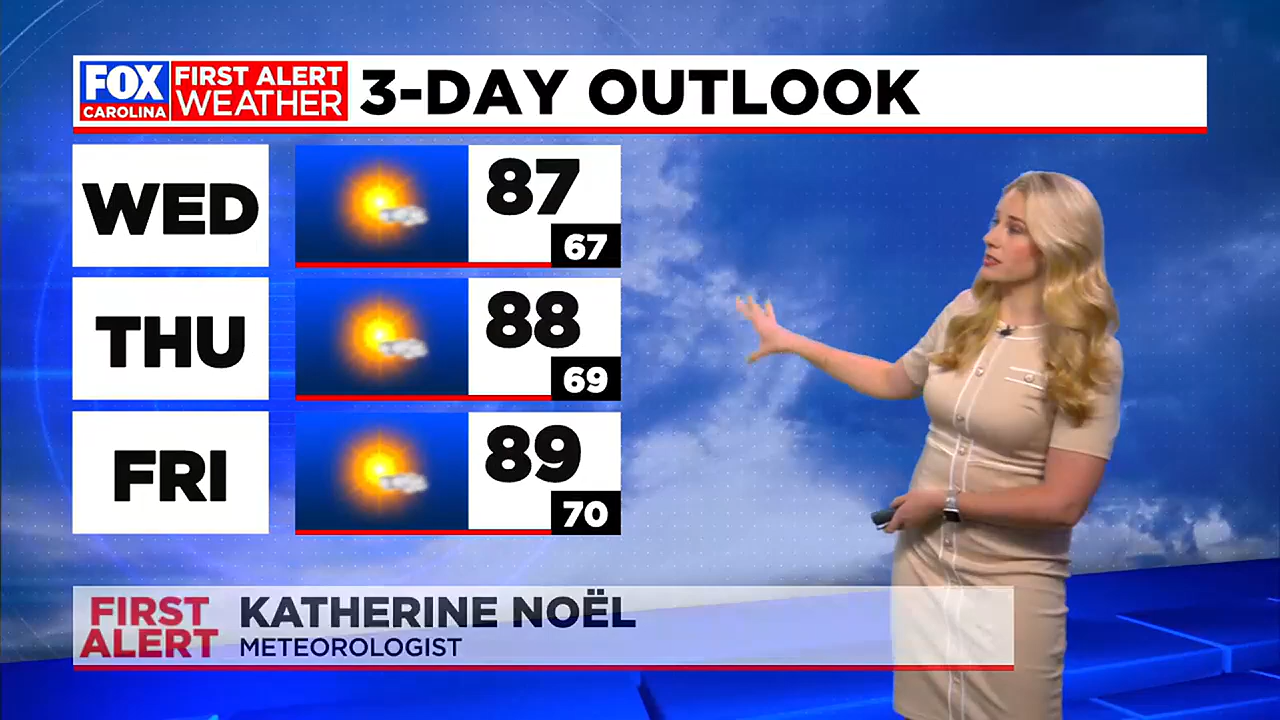 FOX CAROLINA FIRST ALERT WEATHER 3-DAY OUTLOOK
WED 87 67
THU 88 69
FRI 89 70
FIRST ALERT
KATHERINE NOËL
METEOROLOGIST